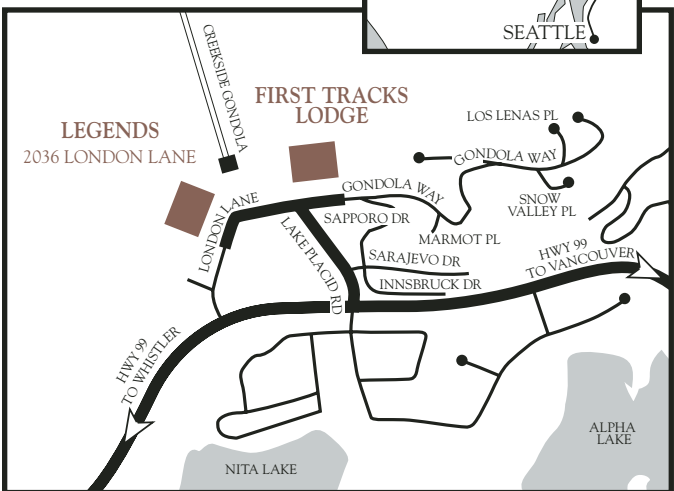 SEATTLE
CREEKSIDE GONDOLA
FIRST TRACKS
LODGE
LEGENDS
2036 LONDON LANE
LOS LENAS PL
GONDOLA WAY
GONDOLA WAY
SNOW
VALLEY PL
LONDON LANE
SAPPORO DR
MARMOT PL
LAKE PLACID RD
SARAJEVO DR
INNSBRUCK DR
HWY 99
TO VANCOUVER
HWY 99
TO WHISTLER
ALPHA
LAKE
NITA LAKE